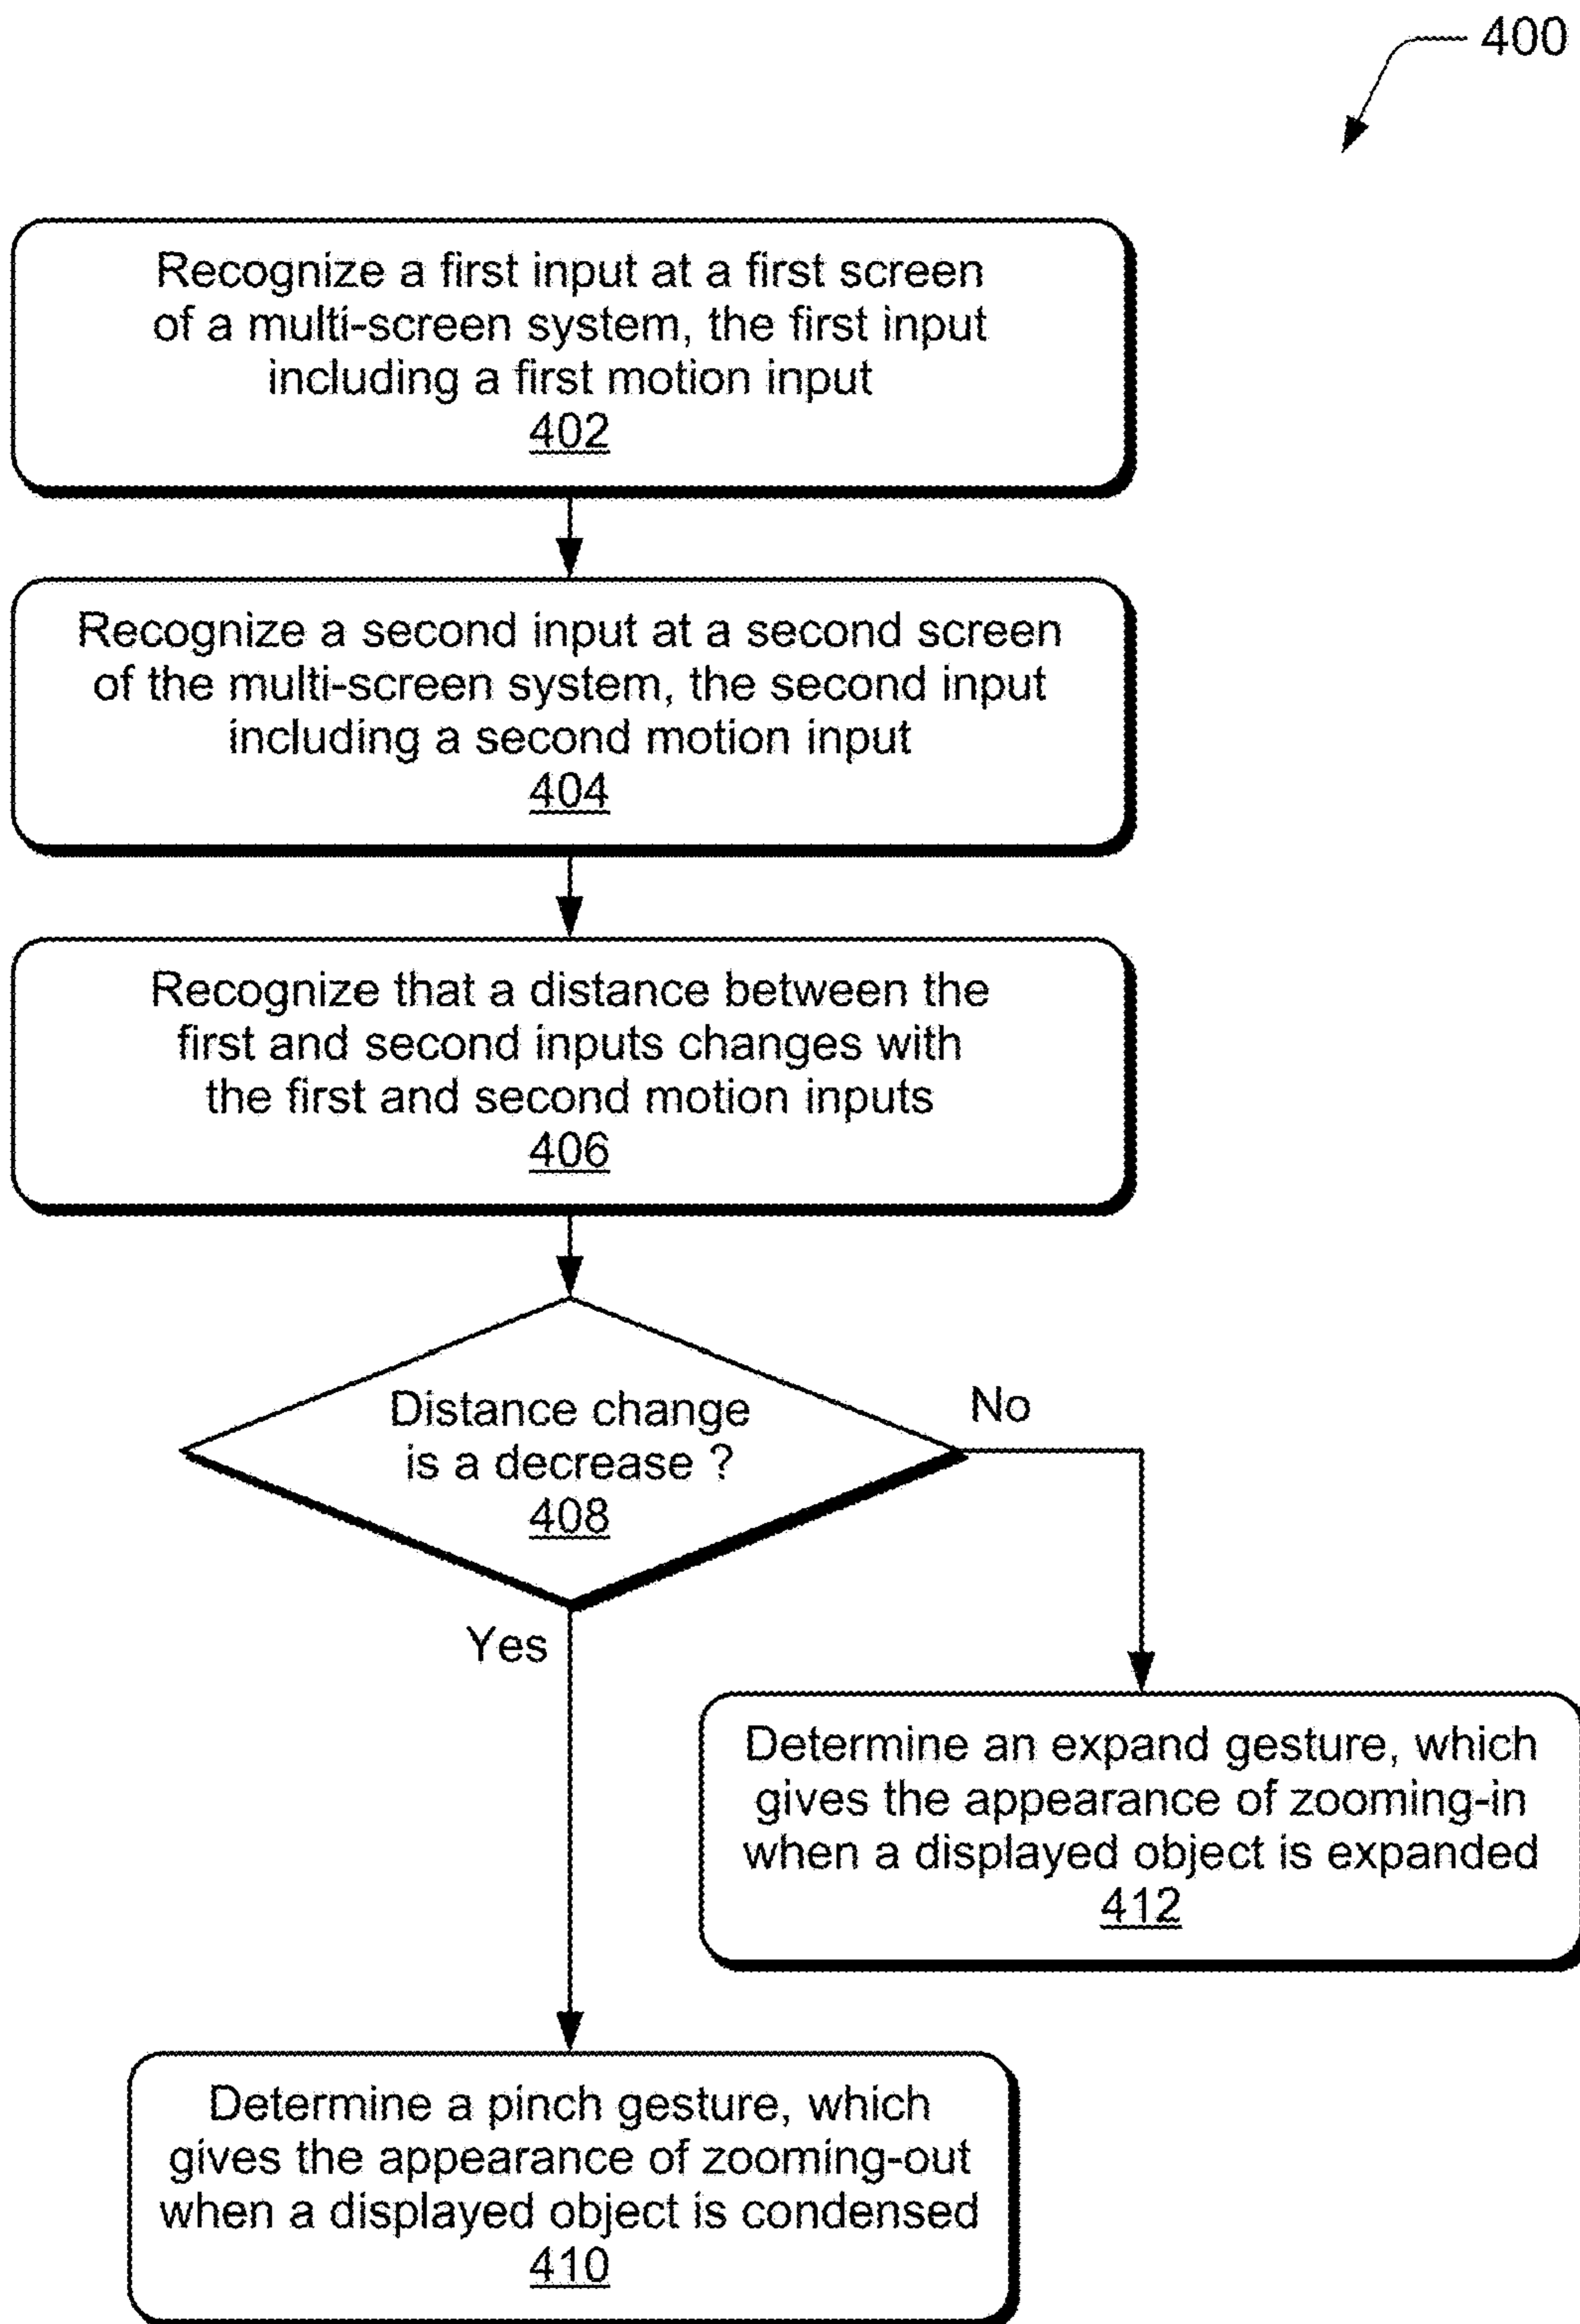 400
Recognize a first input at a first screen
of a multi-screen system, the first input
including a first motion input
402
Recognize a second input at a second screen
of the multi-screen system, the second input
including a second motion input
404
Recognize that a distance between the
first and second inputs changes with
the first and second motion inputs
406
Distance change
is a decrease ?
408
No
Yes
Determine an expand gesture, which
gives the appearance of zooming-in
when a displayed object is expanded
412
Determine a pinch gesture, which
gives the appearance of zooming-out
when a displayed object is condensed
410